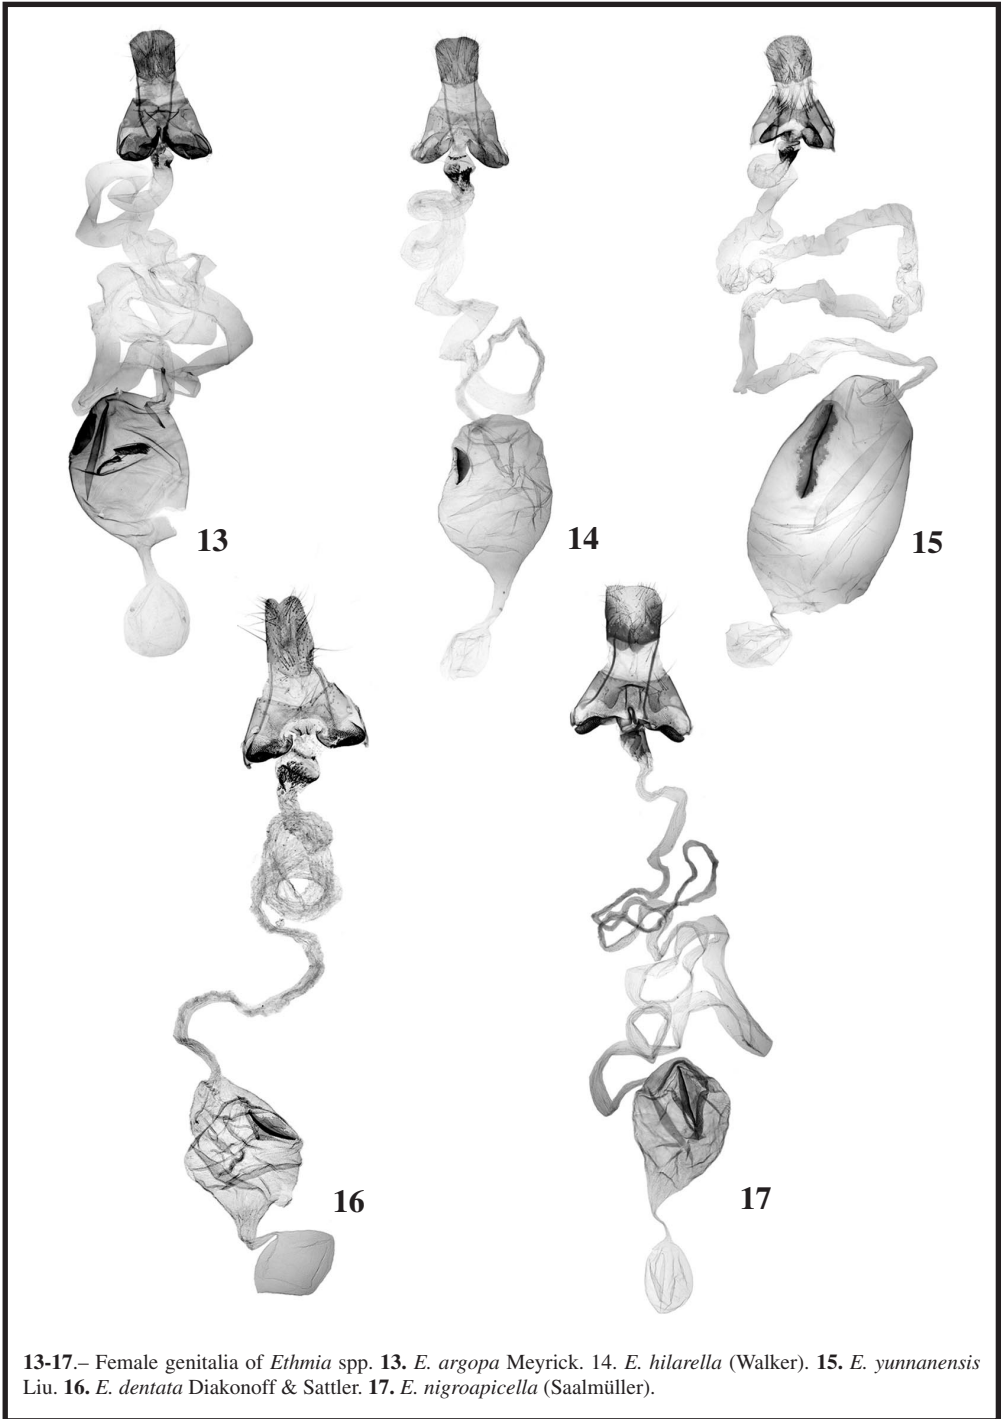 13
14
15
16
17
13-17.– Female genitalia of Ethmia spp. 13. E. argopa Meyrick. 14. E. hilarella (Walker). 15. E. yunnanensis
Liu. 16. E. dentata Diakonoff & Sattler. 17. E. nigroapicella (Saalmüller).